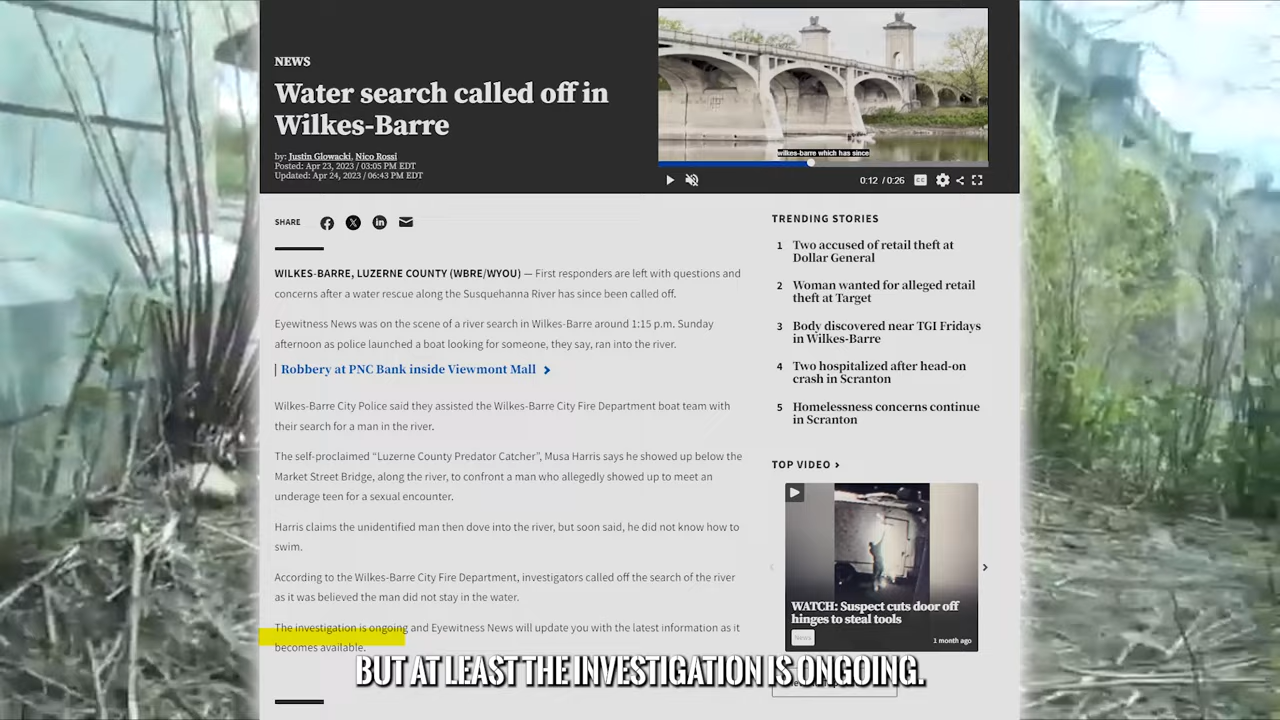 NEWS
Water search called off in
Wilkes-Barre
by: Justin Glowacki, Nico Rossi
Posted: Apr 23, 2023 / 03:05 PM EDT
Updated: Apr 24, 2023 / 06:43 PM EDT
wilkes-barre which has since
0:12 / 0:26
CC
SHARE
WILKES-BARRE, LUZERNE COUNTY (WBRE/WYOU) — First responders are left with questions and
concerns after a water rescue along the Susquehanna River has since been called off.
Eyewitness News was on the scene of a river search in Wilkes-Barre around 1:15 p.m. Sunday
afternoon as police launched a boat looking for someone, they say, ran into the river.
Robbery at PNC Bank inside Viewmont Mall
Wilkes-Barre City Police said they assisted the Wilkes-Barre City Fire Department boat team with
their search for a man in the river.
The self-proclaimed “Luzerne County Predator Catcher”, Musa Harris says he showed up below the
Market Street Bridge, along the river, to confront a man who allegedly showed up to meet an
underage teen for a sexual encounter.
Harris claims the unidentified man then dove into the river, but soon said, he did not know how to
swim.
According to the Wilkes-Barre City Fire Department, investigators called off the search of the river
as it was believed the man did not stay in the water.
The investigation is ongoing and Eyewitness News will update you with the latest information as it
becomes available.
TRENDING STORIES
1 Two accused of retail theft at
Dollar General
2 Woman wanted for alleged retail
theft at Target
3 Body discovered near TGI Fridays
in Wilkes-Barre
4 Two hospitalized after head-on
crash in Scranton
5 Homelessness concerns continue
in Scranton
TOP VIDEO ›
WATCH: Suspect cuts door off
hinges to steal tools
News
1 month ago
BUT AT LEAST THE INVESTIGATION IS ONGOING.